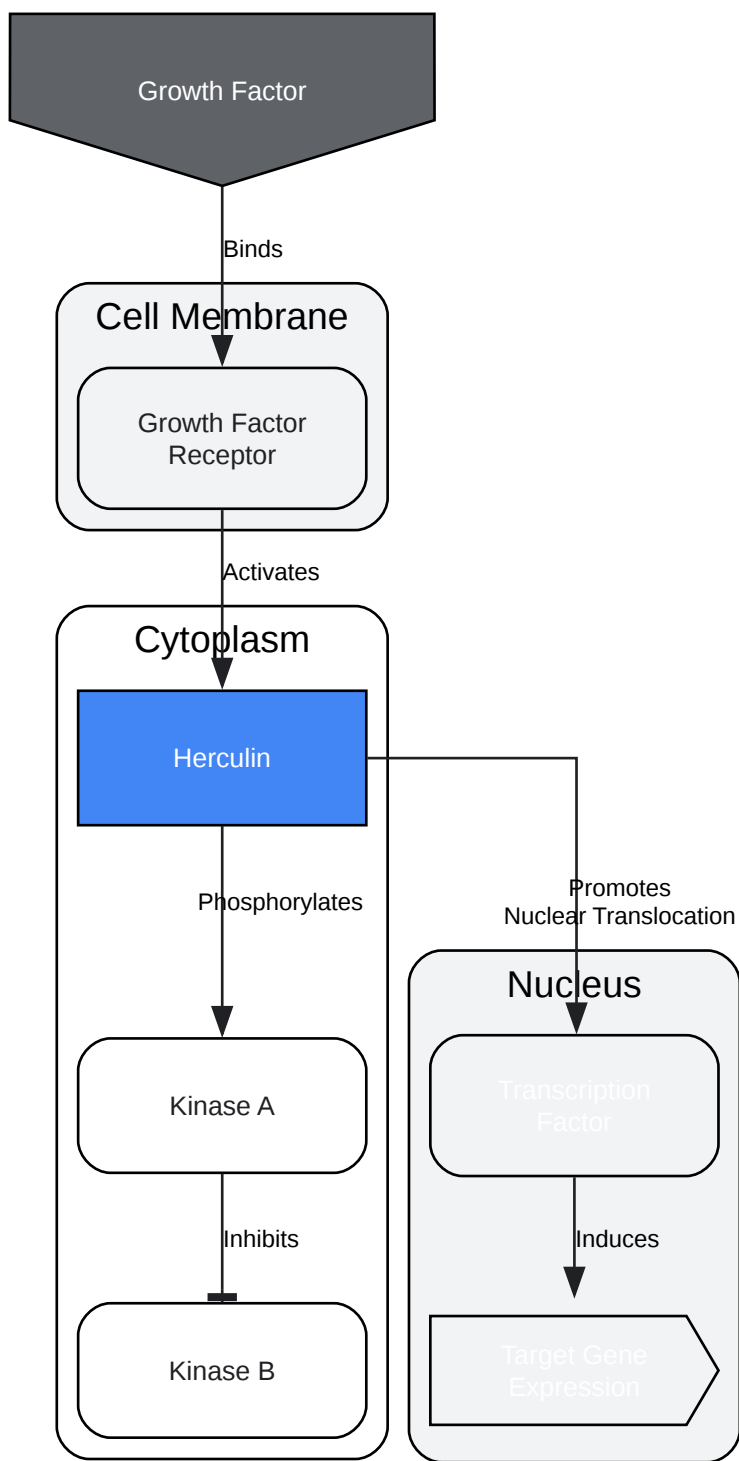 Growth Factor
Binds
Cell Membrane
Growth Factor
Receptor
Activates
Cytoplasm
Herculin
Phosphorylates
Promotes
Nuclear Translocation
Nucleus
Kinase A
Transcription
Factor
Inhibits
Induces
Kinase B
Target Gene
Expression